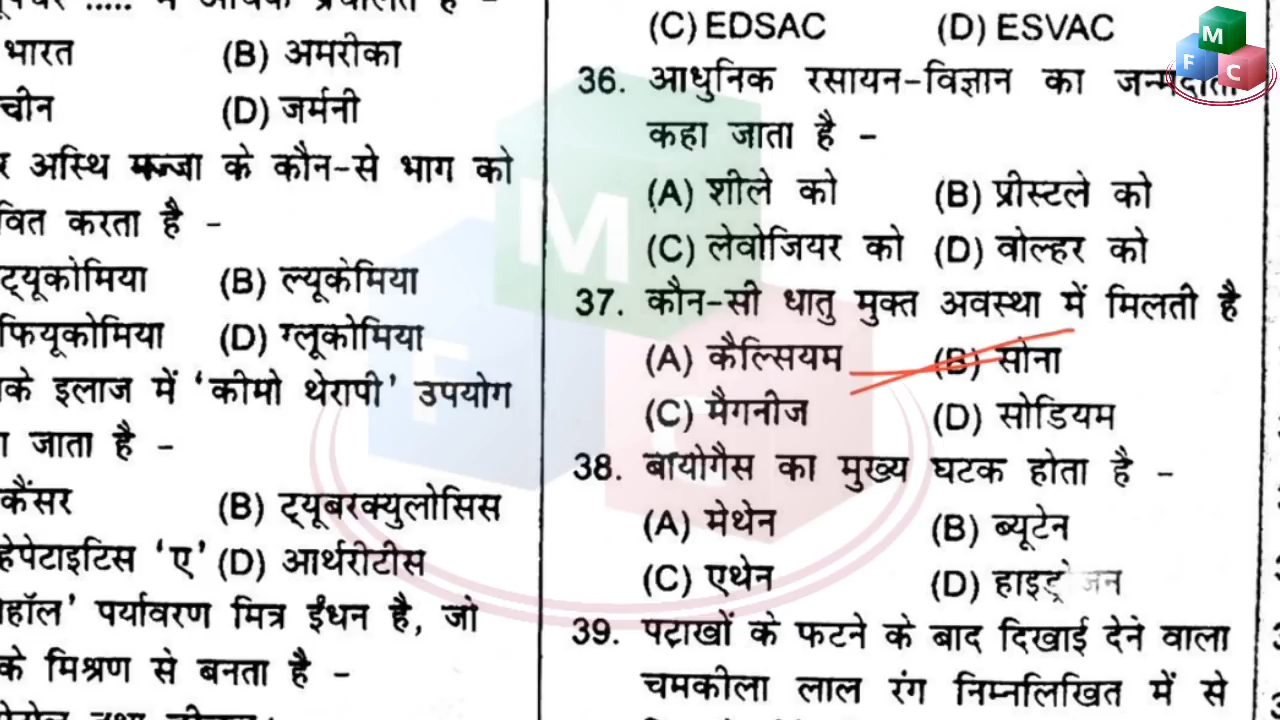 ..... में अधिक प्रचलित है -
भारत (B) अमरीका
चीन (D) जर्मनी
अस्थि मज्जा के कौन-से भाग को
करता है -
(B) ल्यूकेमिया
(D) ग्लूकोमिया
इलाज में ‘कीमो थेरापी’ उपयोग
जाता है -
कैंसर (B) ट्यूबरक्युलोसिस
हेपेटाइटिस ‘ए’ (D) आर्थरीटीस
पर्यावरण मित्र ईंधन है, जो
के मिश्रण से बनता है -
(C) EDSAC (D) ESVAC
36. आधुनिक रसायन-विज्ञान का जन्मदाता
कहा जाता है -
(A) शीले को (B) प्रीस्टले को
(C) लेवोजियर को (D) वोल्हर को
37. कौन-सी धातु मुक्त अवस्था में मिलती है
(A) कैल्सियम (B) सोना
(C) मैगनीज (D) सोडियम
38. बायोगैस का मुख्य घटक होता है -
(A) मेथेन (B) ब्यूटेन
(C) एथेन (D) हाइड्रोजन
39. पटाखों के फटने के बाद दिखाई देने वाला
चमकीला लाल रंग निम्नलिखित में से
M
F C
M
F C